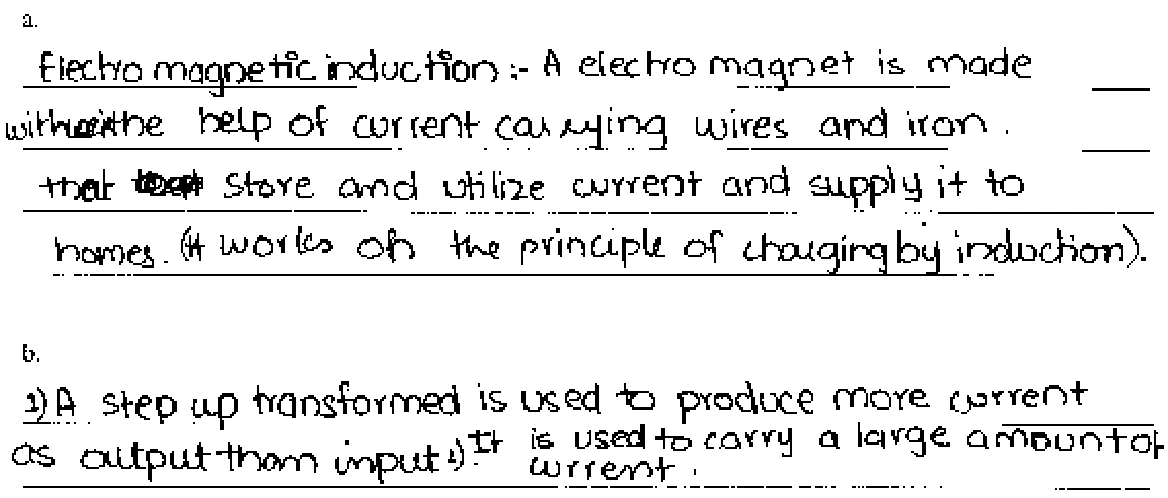 a.
Electro magnetic induction :- A electro magnet is made
the help of current carrying wires and iron.
that store and utilize current and supply it to
homes. (It works on the principle of charging by induction).
b.
1) A step up transformed is used to produce more current
as output than input. 2) It is used to carry a large amount of
current.